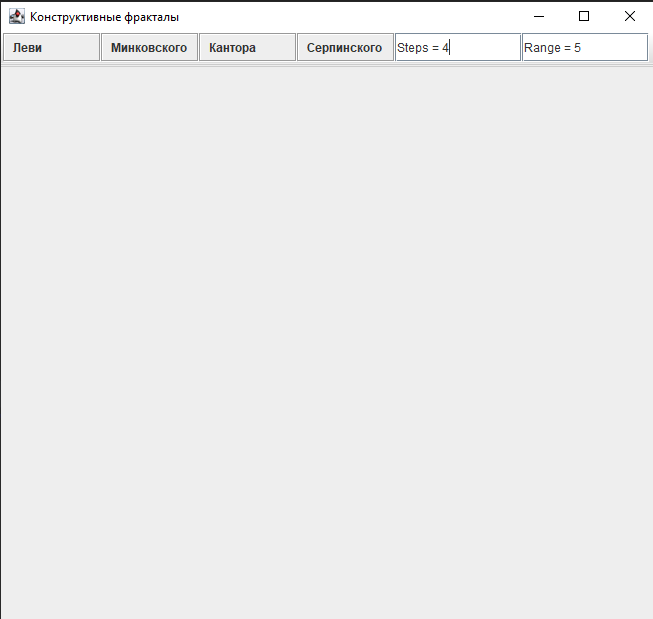 Конструктивные фракталы
Леви Минковского Кантора Серпинского Steps = 4 Range = 5